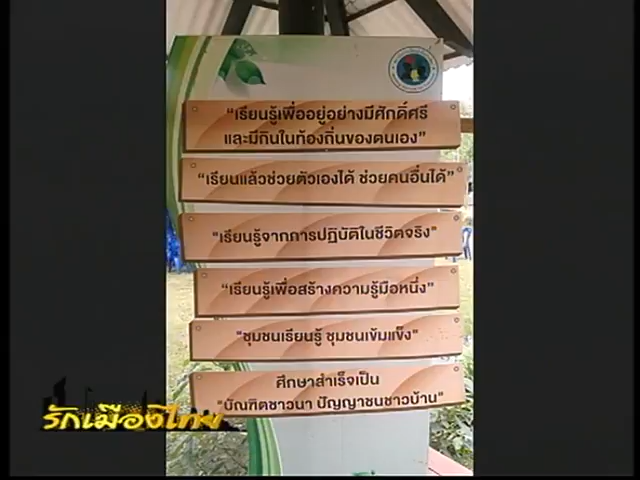 “เรียนรู้เพื่ออยู่อย่างมีศักดิ์ศรี
และมีกินในท้องถิ่นของตนเอง”
“เรียนแล้วช่วยตัวเองได้ ช่วยคนอื่นได้”
“เรียนรู้จากการปฏิบัติในชีวิตจริง”
“เรียนรู้เพื่อสร้างความรู้มือหนึ่ง”
“ชุมชนเรียนรู้ ชุมชนเข้มแข็ง”
ศึกษาสำเร็จเป็น
“บัณฑิตชาวนา ปัญญาชนชาวบ้าน”
รักเมืองไทย